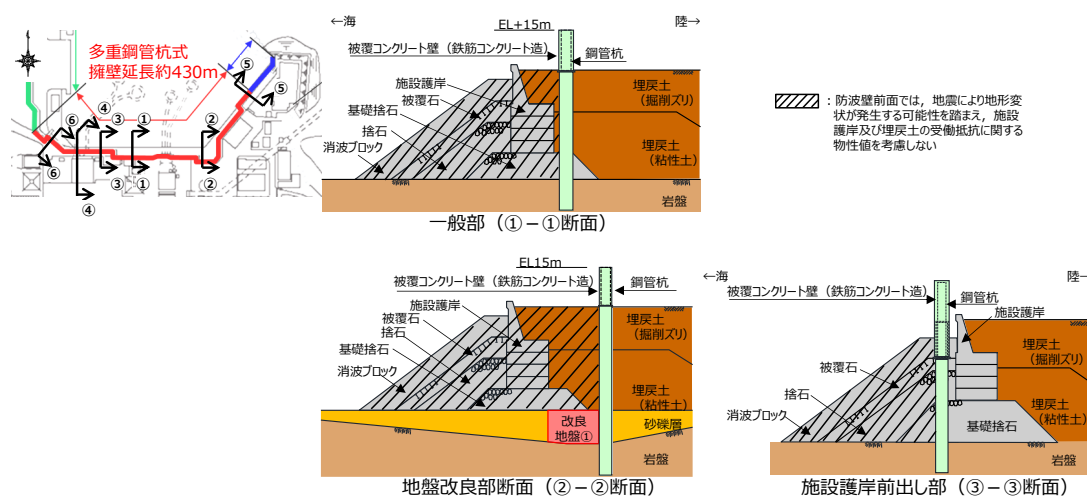 多重鋼管杭式
擁壁延長約430m
⑤
⑤
④
⑥
③
①
②
⑥
③
①
②
④
←海
陸→
EL+15m
被覆コンクリート壁(鉄筋コンクリート造)
鋼管杭
施設護岸
被覆石
基礎捨石
捨石
消波ブロック
埋戻土
(掘削ズリ)
埋戻土
(粘性土)
岩盤
一般部(①-①断面)
:防波壁前面では,地震により地形変
状が発生する可能性を踏まえ,施設
護岸及び埋戻土の受働抵抗に関する
物性値を考慮しない
EL15m
被覆コンクリート壁(鉄筋コンクリート造)
鋼管杭
施設護岸
被覆石
捨石
基礎捨石
消波ブロック
埋戻土
(掘削ズリ)
埋戻土
(粘性土)
改良
地盤①
砂礫層
岩盤
地盤改良部断面(②-②断面)
←海
陸→
被覆コンクリート壁(鉄筋コンクリート造)
鋼管杭
施設護岸
被覆石
捨石
消波ブロック
埋戻土
(掘削ズリ)
埋戻土
(粘性土)
基礎捨石
岩盤
施設護岸前出し部(③-③断面)